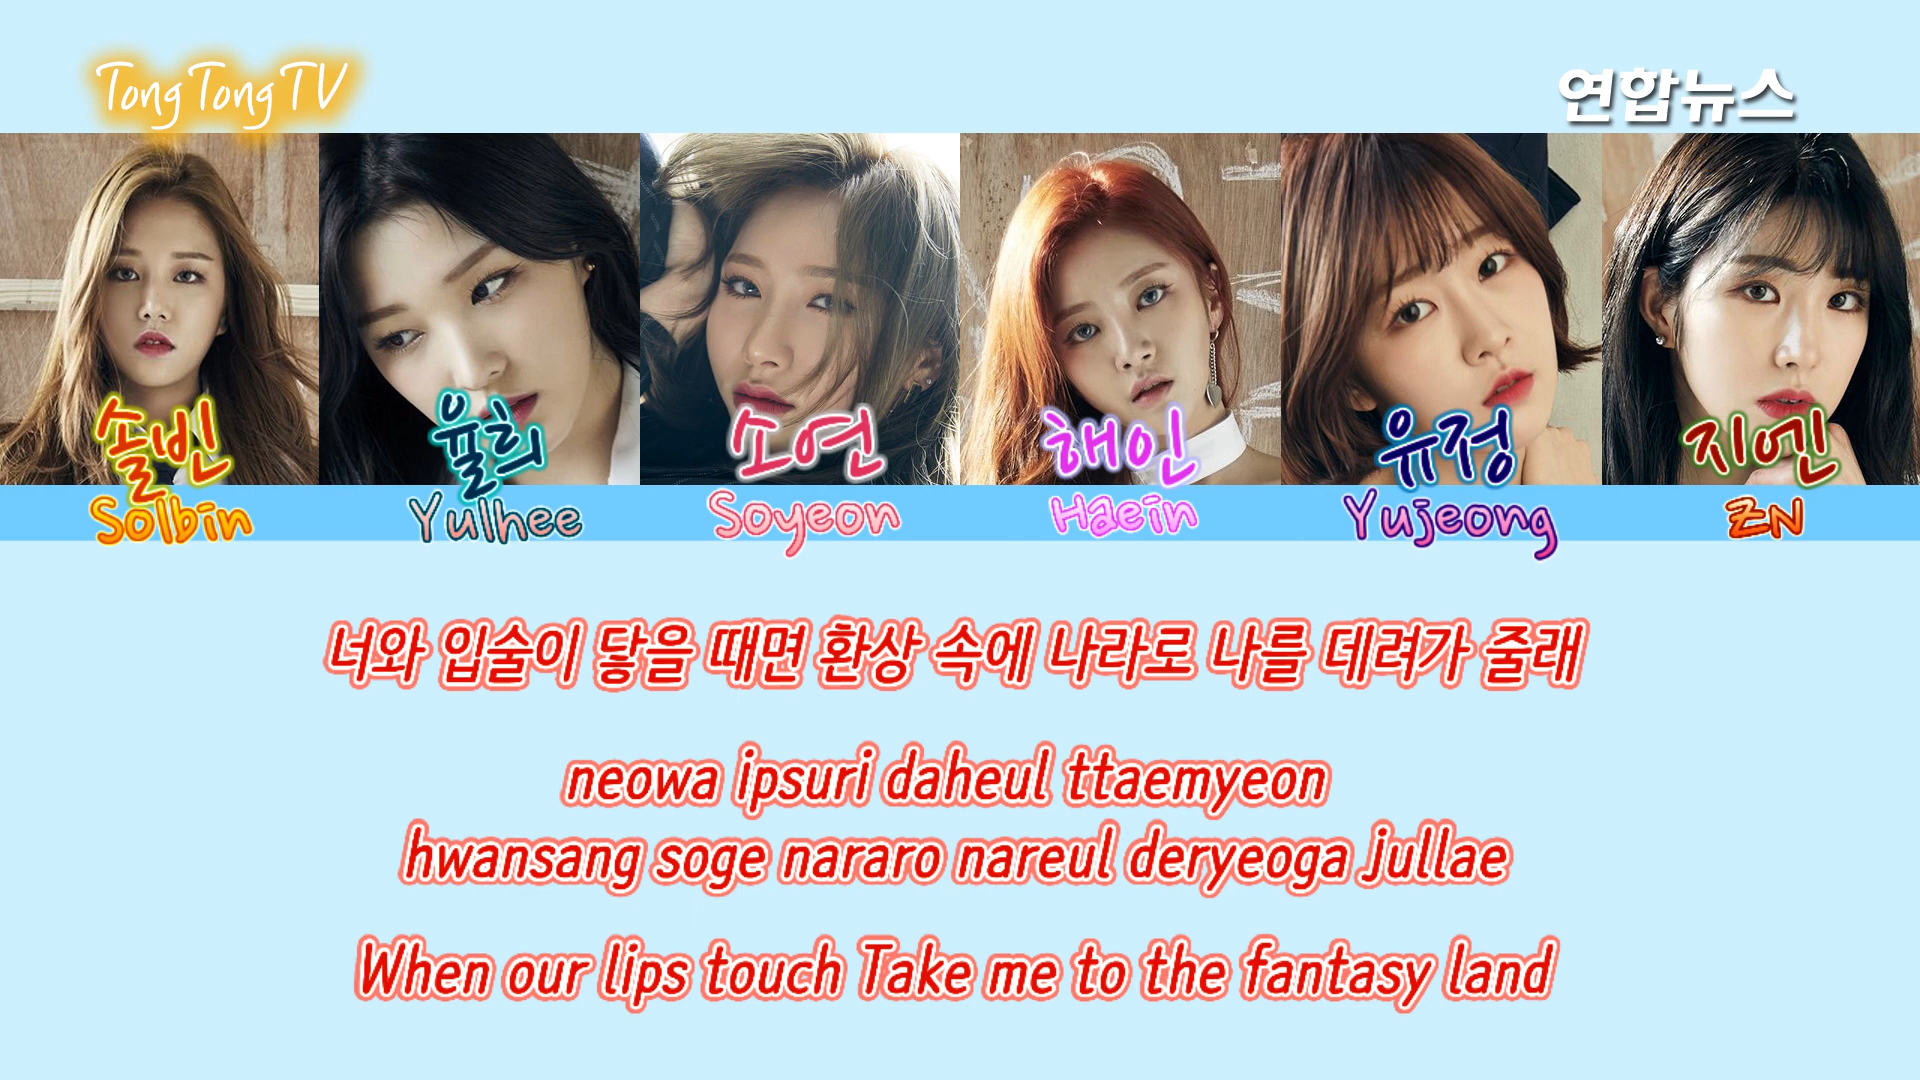 TongTongTV
연합뉴스
솔빈 율희 소연 해인 유정 지엔
Solbin Yulhee Soyeon Haein Yujeong ZN
너와 입술이 닿을 때면 환상 속에 나라로 나를 데려가 줄래
neowa ipsuri daheul ttaemyeon
hwansang soge nararo nareul deryeoga jullae
When our lips touch Take me to the fantasy land